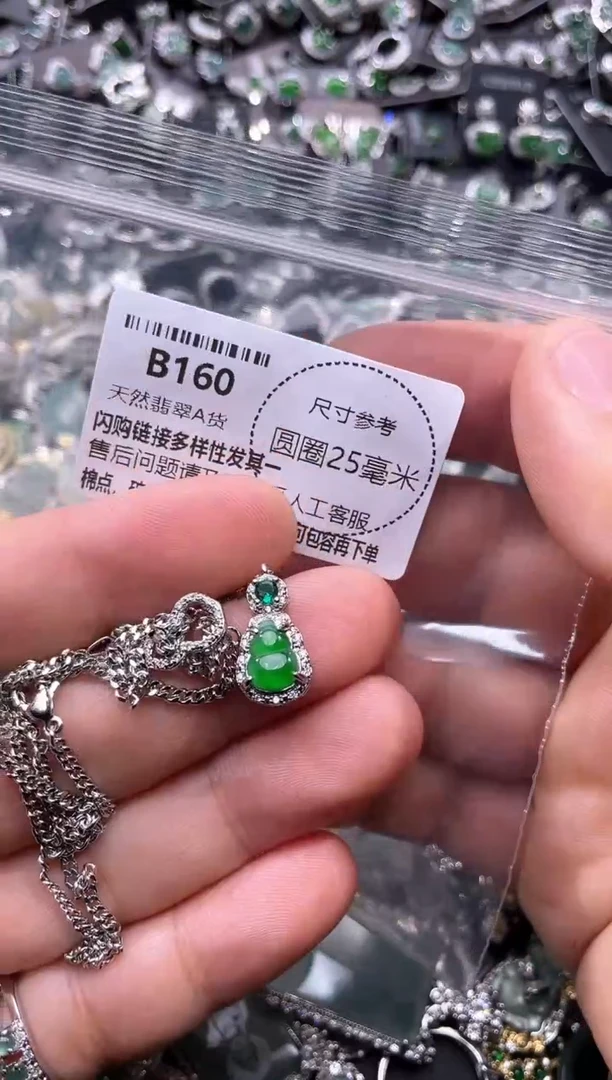 B160
天然翡翠A货
闪购链接多样性发其一
售后问题请
人工客服
棉点
可包容再下单
尺寸参考
圆圈25毫米